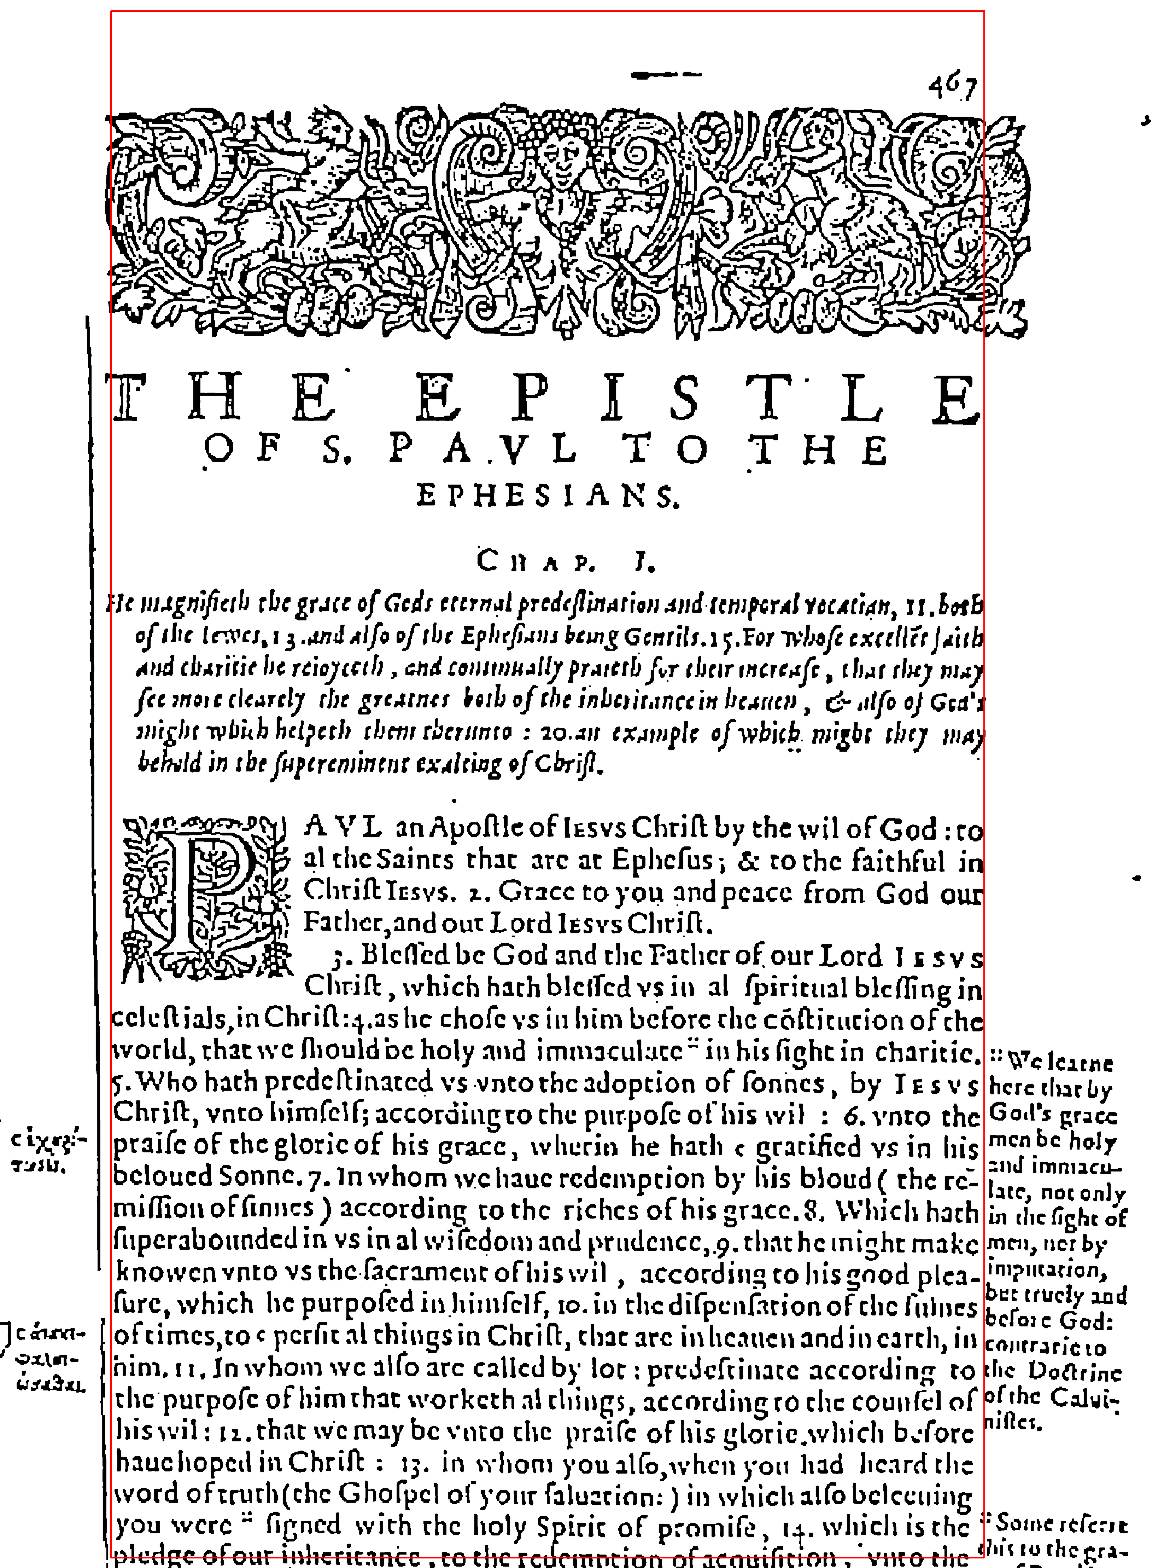 467
THE EPISTLE
OF S. PAVL TO THE
EPHESIANS.
CHAP. I.
He magnifieth the grace of Gods eternal predeſtination and temporal vocation, 11. both
of the Iewes, 13. and alſo of the Epheſians being Gentils. 15. For whoſe excellẽt faith
and charitie he reioyceth, and continually praieth for their increaſe, that they may
ſee more clearely the greatnes both of the inheritance in heauen, & alſo of God's
might which helpeth them therunto : 20. an example of which might they may
behold in the ſupereminent exalting of Chriſt.
PAVL an Apoſtle of IESVS Chriſt by the wil of God : to
al the Saints that are at Epheſus; & to the faithful in
Chriſt IESVS. 2. Grace to you and peace from God our
Father, and our Lord IESVS Chriſt.
3. Bleſſed be God and the Father of our Lord IESVS
Chriſt, which hath bleſſed vs in al ſpiritual bleſſing in
celeſtials, in Chriſt: 4. as he choſe vs in him before the cõſtitution of the
world, that we ſhould be holy and immaculate " in his ſight in charitie.
5. Who hath predeſtinated vs vnto the adoption of ſonnes, by IESVS
Chriſt, vnto himſelf; according to the purpoſe of his wil : 6. vnto the
praiſe of the glorie of his grace, wherin he hath c gratified vs in his
beloued Sonne. 7. In whom we haue redemption by his bloud ( the re-
miſſion of ſinnes ) according to the riches of his grace. 8. Which hath
ſuperabounded in vs in al wiſedom and prudence, 9. that he might make
knowen vnto vs the ſacrament of his wil, according to his good plea-
ſure, which he purpoſed in himſelf, 10. in the diſpenſation of the fulnes
of times, to c perfit al things in Chriſt, that are in heauen and in earth, in
him. 11. In whom we alſo are called by lot : predeſtinate according to
the purpoſe of him that worketh al things, according to the counſel of
his wil : 12. that we may be vnto the praiſe of his glorie, which before
haue hoped in Chriſt : 13. in whom you alſo, when you had heard the
word of truth (the Ghoſpel of your ſaluation: ) in which alſo beleeuing
you were " ſigned with the holy Spirit of promiſe, 14. which is the
pledge of our inheritance, to the redemption of acquiſition, vnto the
" We learne
here that by
God's grace
men be holy
and immacu-
late, not only
in the ſight of
men, nor by
imputation,
but truely and
before God:
contrarie to
the Doctrine
of the Calui-
niſtes.
" Some referre
this to the gra-